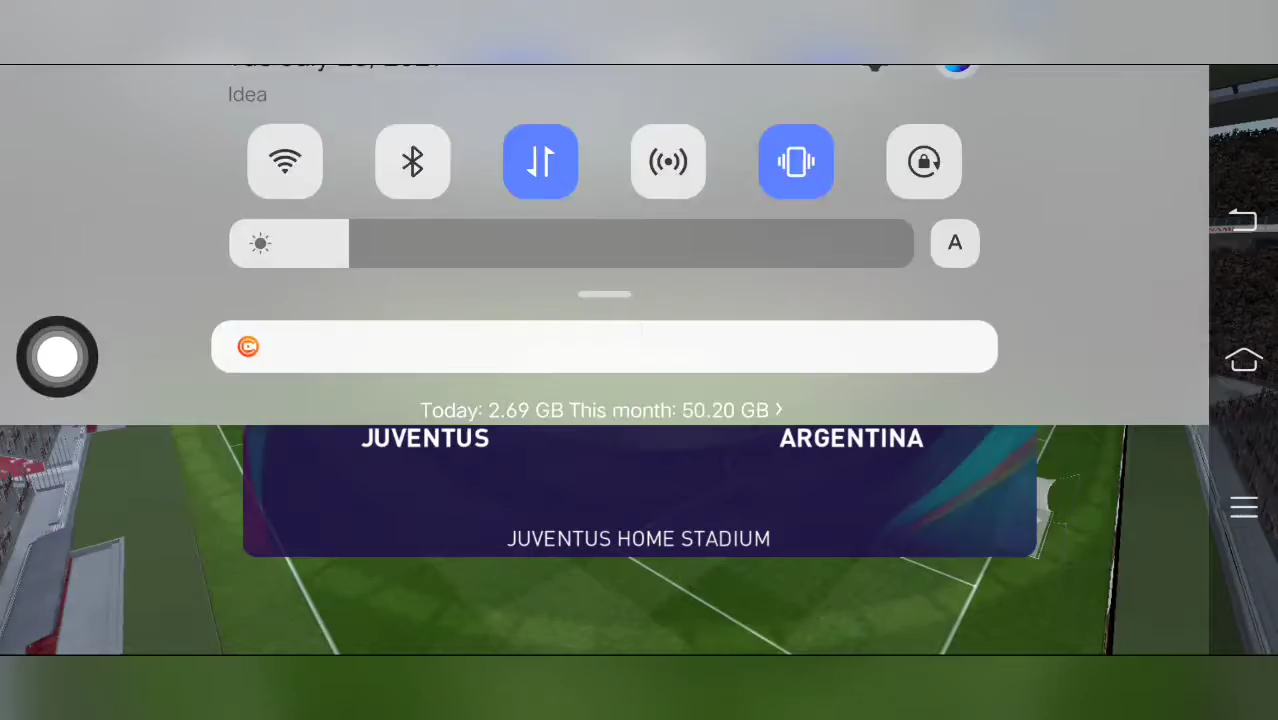 Idea
A
Today: 2.69 GB This month: 50.20 GB
JUVENTUS
ARGENTINA
JUVENTUS HOME STADIUM